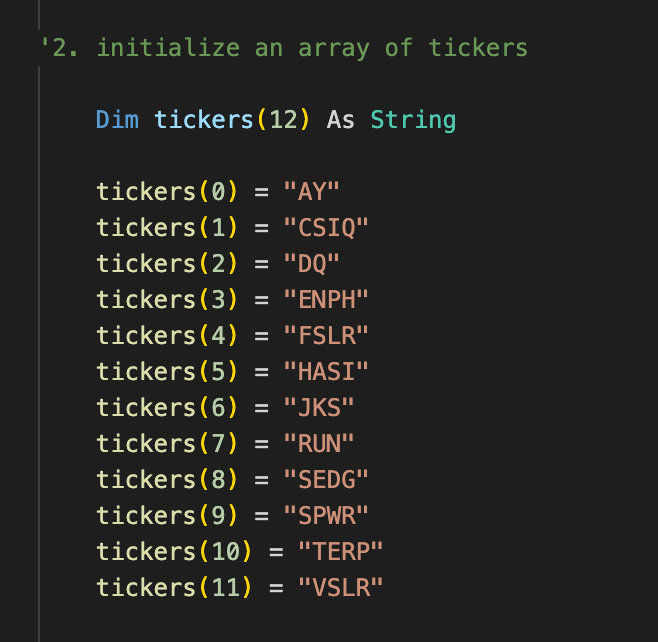 '2. initialize an array of tickers
Dim tickers(12) As String
tickers(0) = "AY"
tickers(1) = "CSIQ"
tickers(2) = "DQ"
tickers(3) = "ENPH"
tickers(4) = "FSLR"
tickers(5) = "HASI"
tickers(6) = "JKS"
tickers(7) = "RUN"
tickers(8) = "SEDG"
tickers(9) = "SPWR"
tickers(10) = "TERP"
tickers(11) = "VSLR"